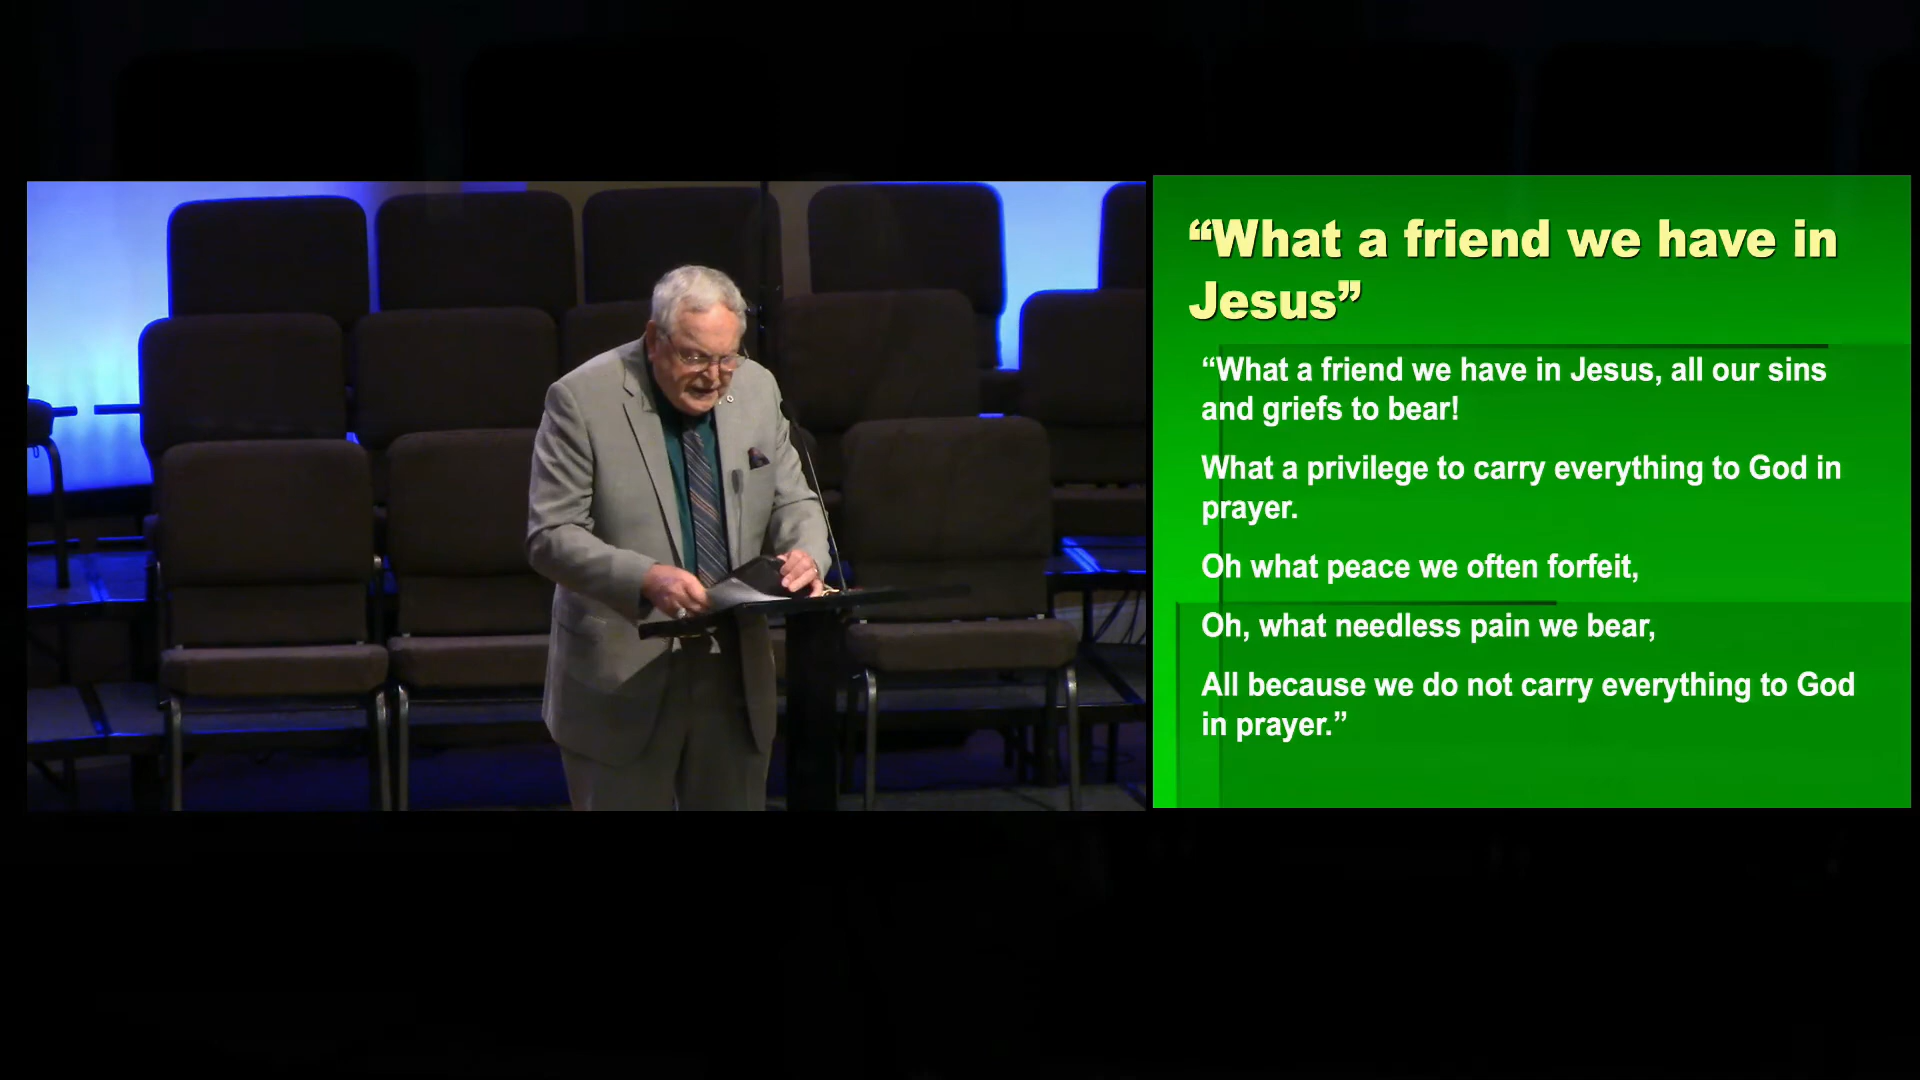 “What a friend we have in
Jesus”
“What a friend we have in Jesus, all our sins
and griefs to bear!
What a privilege to carry everything to God in
prayer.
Oh what peace we often forfeit,
Oh, what needless pain we bear,
All because we do not carry everything to God
in prayer.”